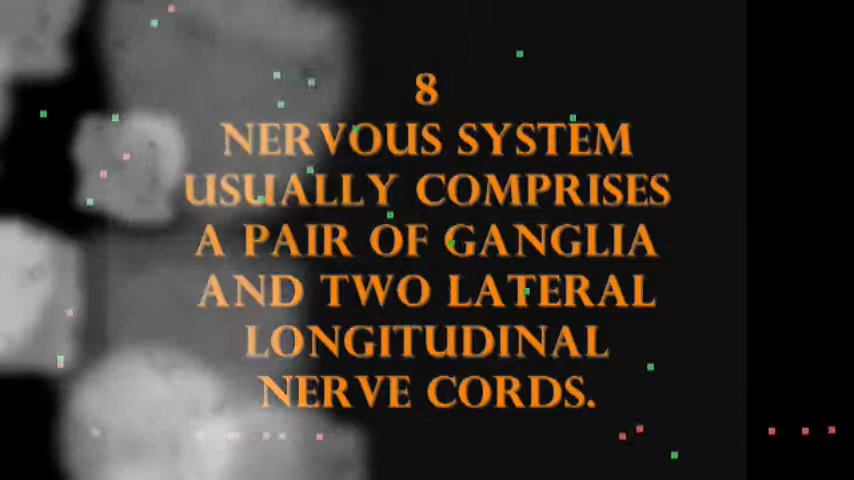 8
NERVOUS SYSTEM
USUALLY COMPRISES
A PAIR OF GANGLIA
AND TWO LATERAL
LONGITUDINAL
NERVE CORDS.